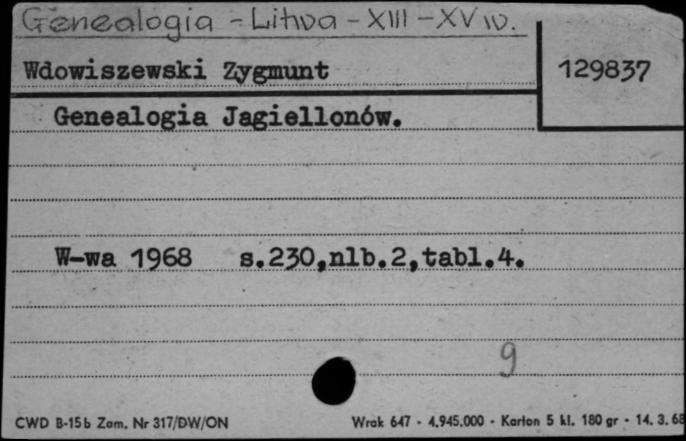 Genealogia - Litwa - XIII - XV w.
Wdowiszewski Zygmunt
129837
Genealogia Jagiellonów.
W-wa 1968 s.230,nlb.2,tabl.4.
9
CWD B-15b Zam. Nr 317/DW/ON Wrak 647 - 4.945.000 - Karton 5 kl. 180 gr - 14. 3. 68